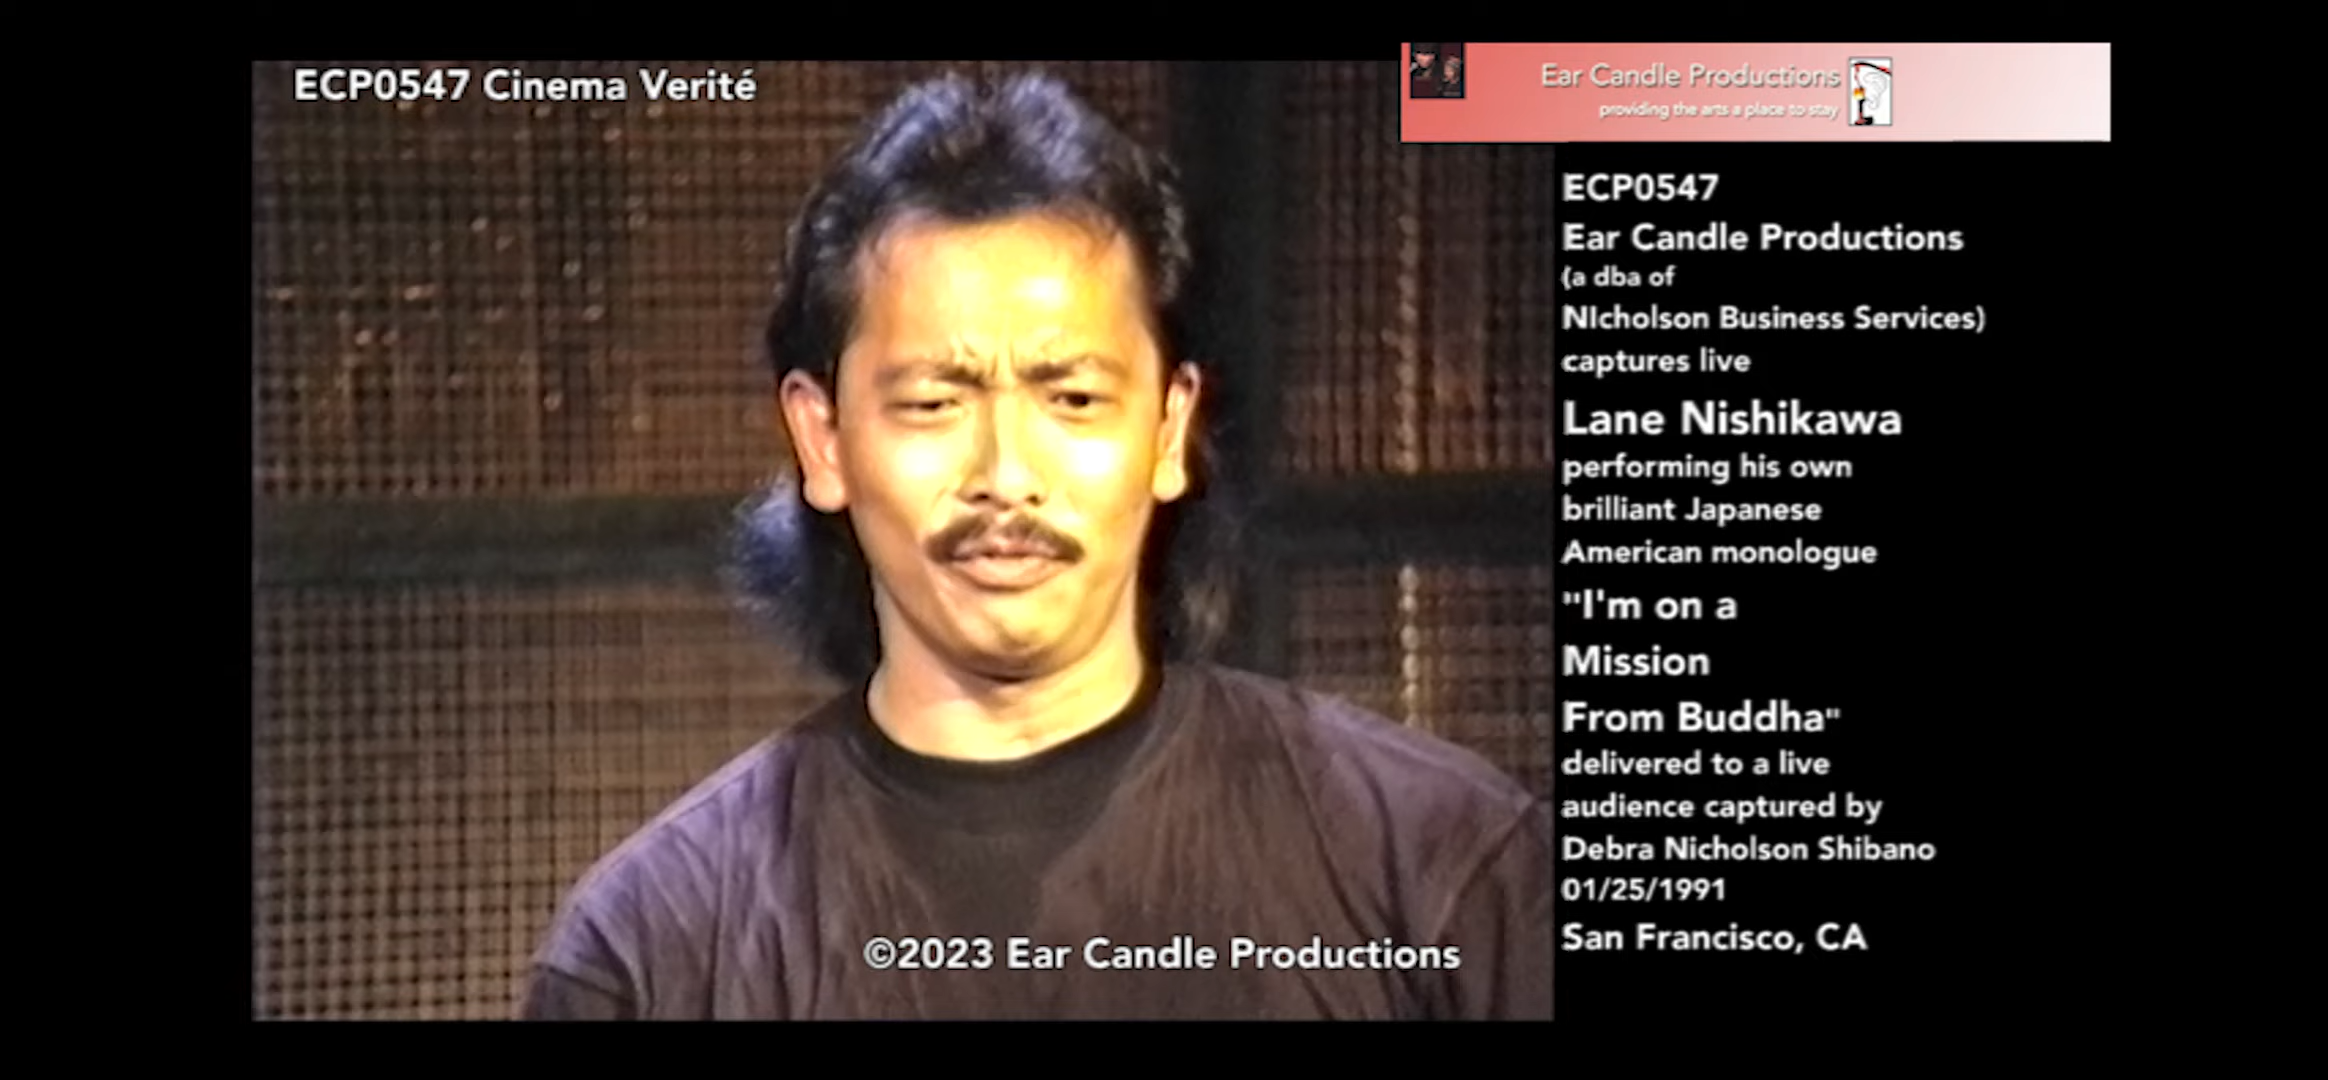 ECP0547 Cinema Verité
Ear Candle Productions
providing the arts a place to stay
ECP0547
Ear Candle Productions
(a dba of
NIcholson Business Services)
captures live
Lane Nishikawa
performing his own
brilliant Japanese
American monologue
"I'm on a
Mission
From Buddha"
delivered to a live
audience captured by
Debra Nicholson Shibano
01/25/1991
San Francisco, CA
©2023 Ear Candle Productions